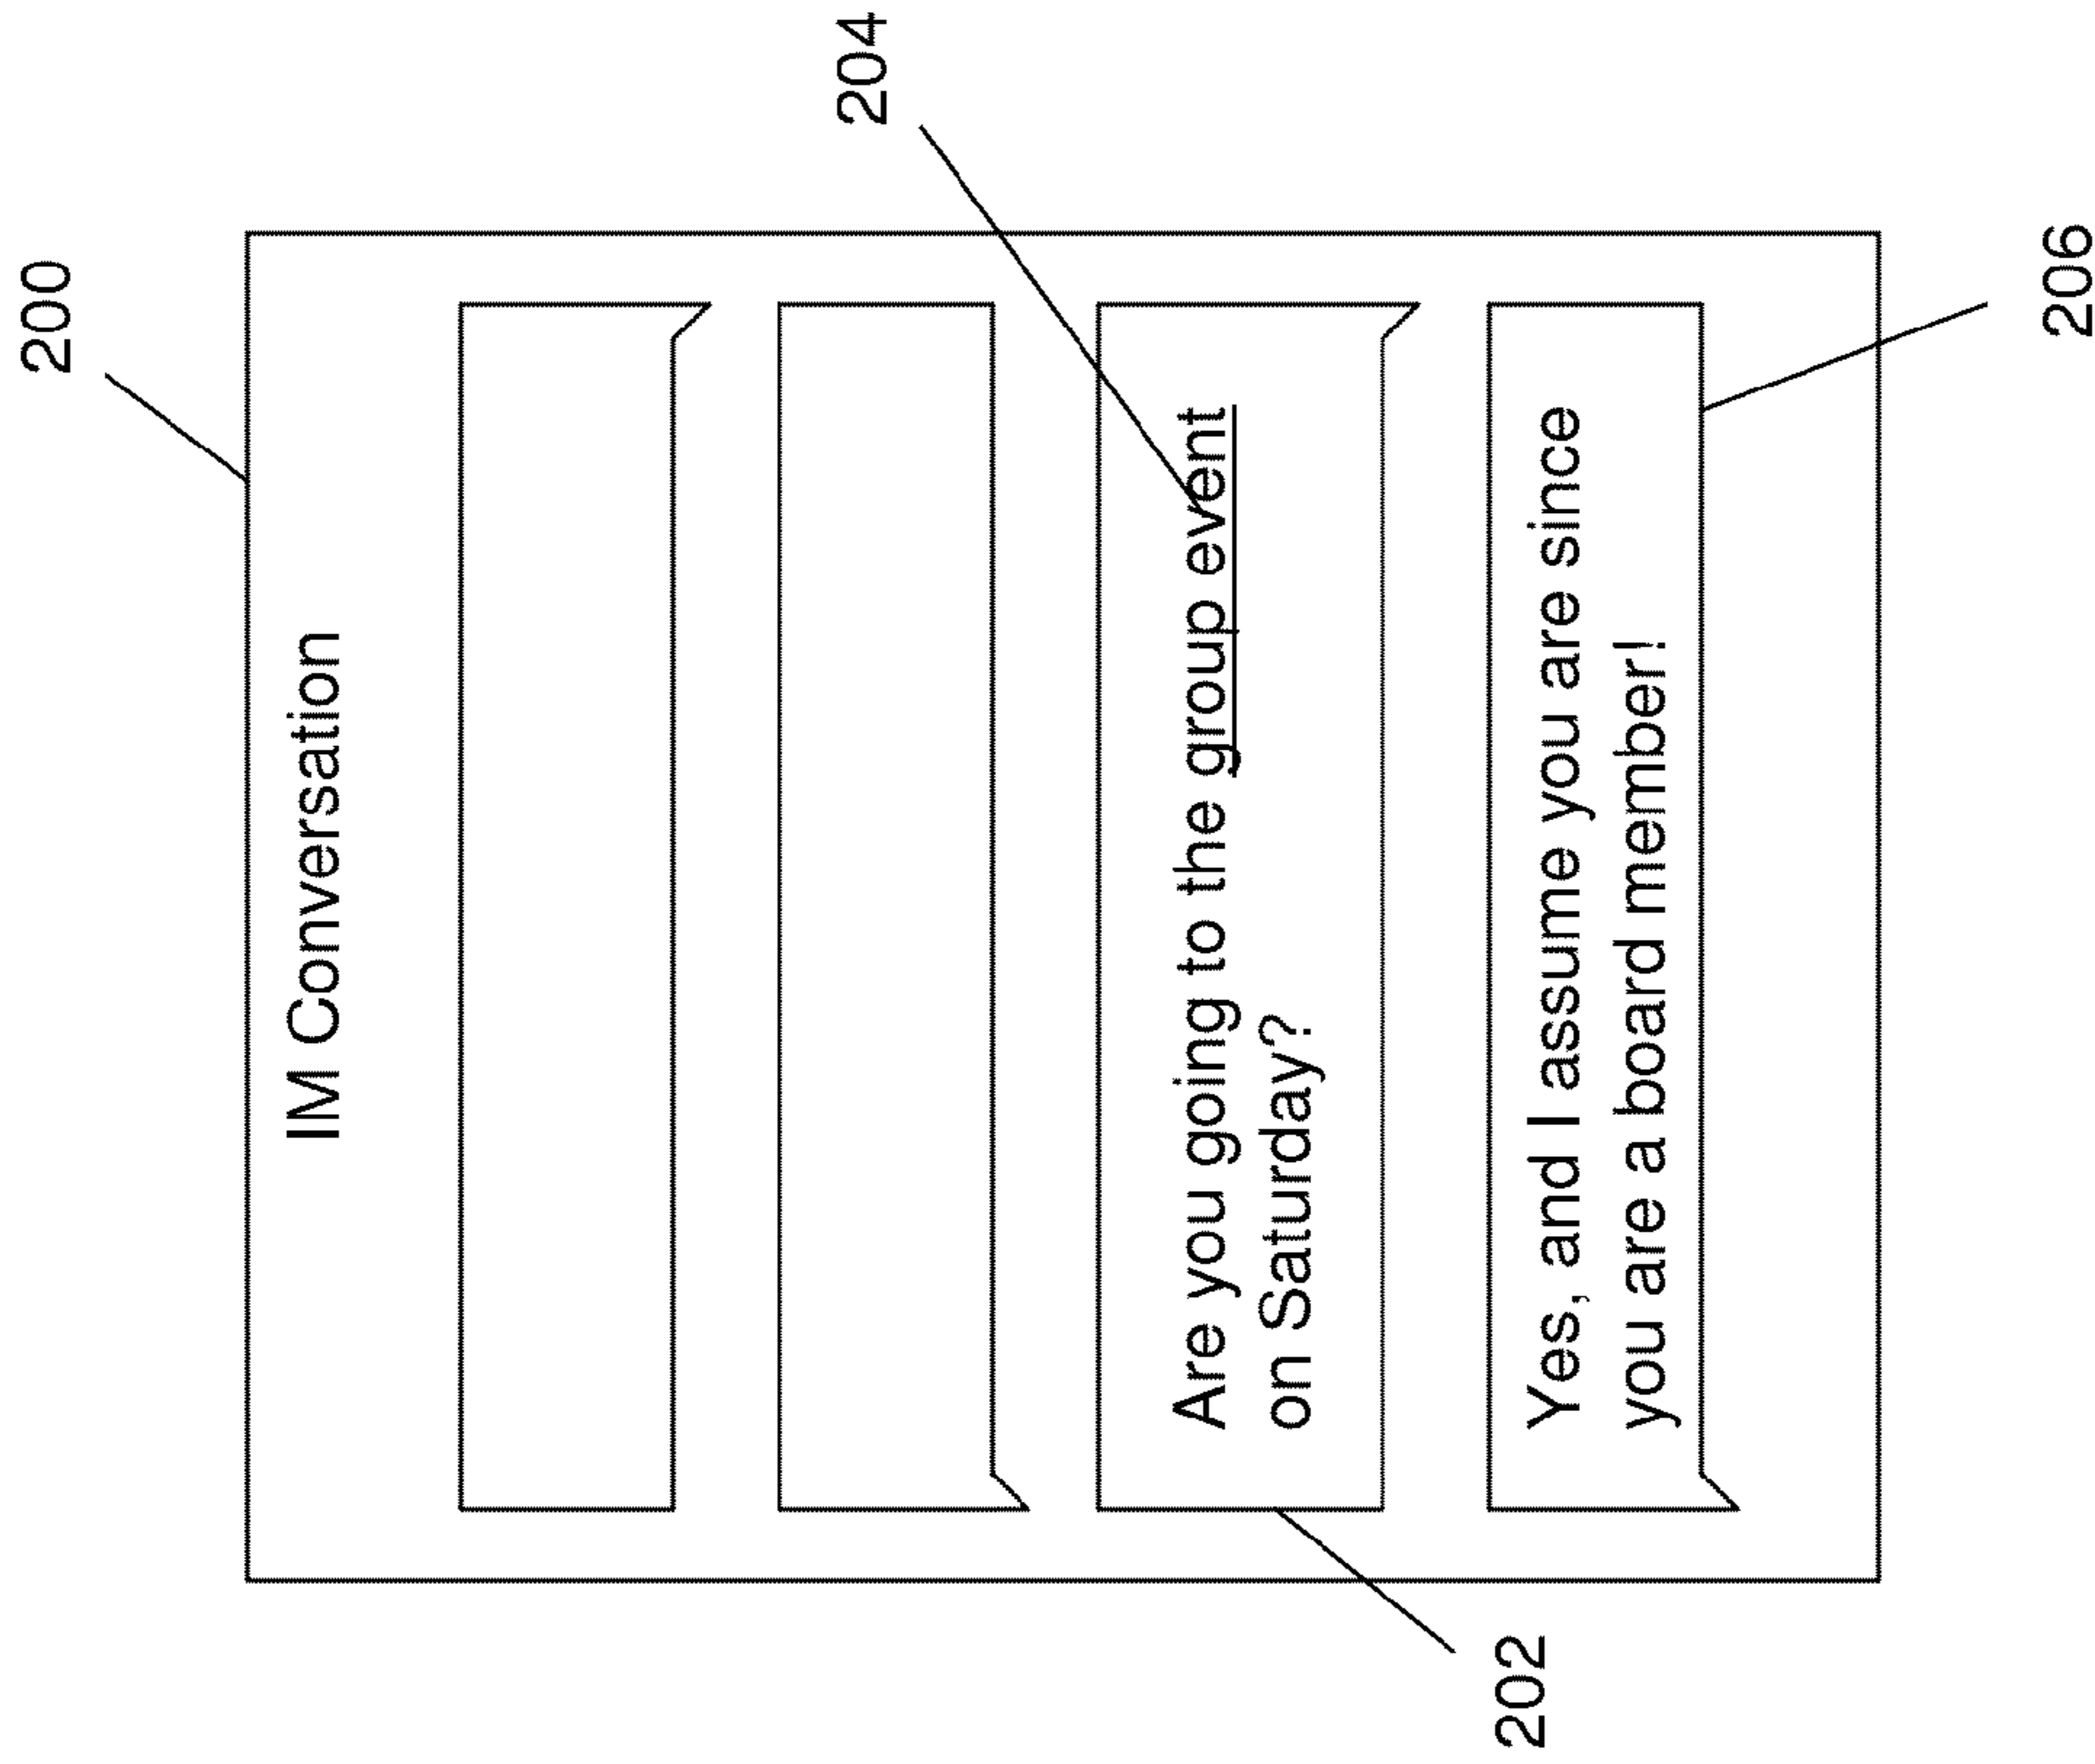 200
IM Conversation
204
Are you going to the group event
on Saturday?
202
Yes, and I assume you are since
you are a board member!
206